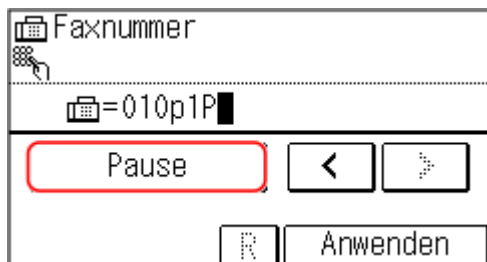 Faxnummer
=010p1P
Pause < >
R Anwenden